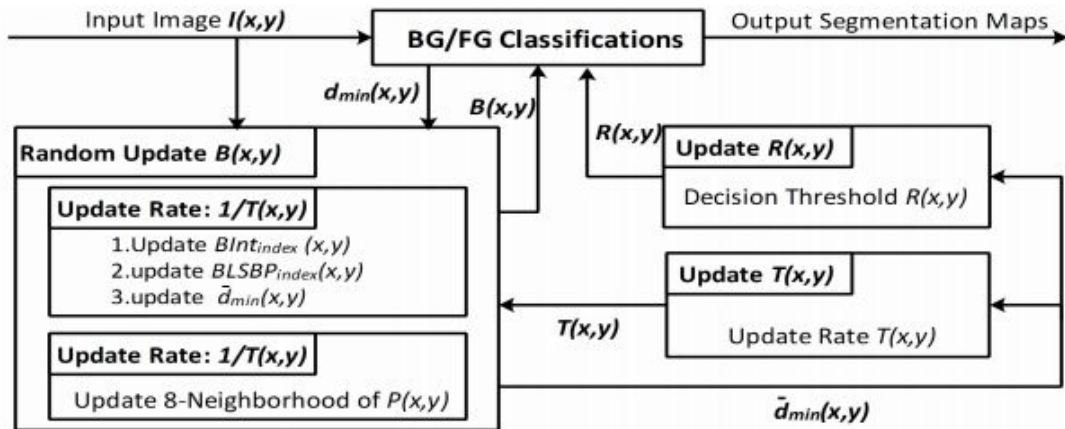 Input Image I(x,y)
BG/FG Classifications
Output Segmentation Maps
d̄min(x,y)
B(x,y)
R(x,y)
Random Update B(x,y)
Update Rate: 1/T(x,y)
1.Update BIntindex (x,y)
2.update BLSBPindex(x,y)
3.update d̄min(x,y)
Update Rate: 1/T(x,y)
Update 8-Neighborhood of P(x,y)
Update R(x,y)
Decision Threshold R(x,y)
Update T(x,y)
Update Rate T(x,y)
T(x,y)
d̄min(x,y)